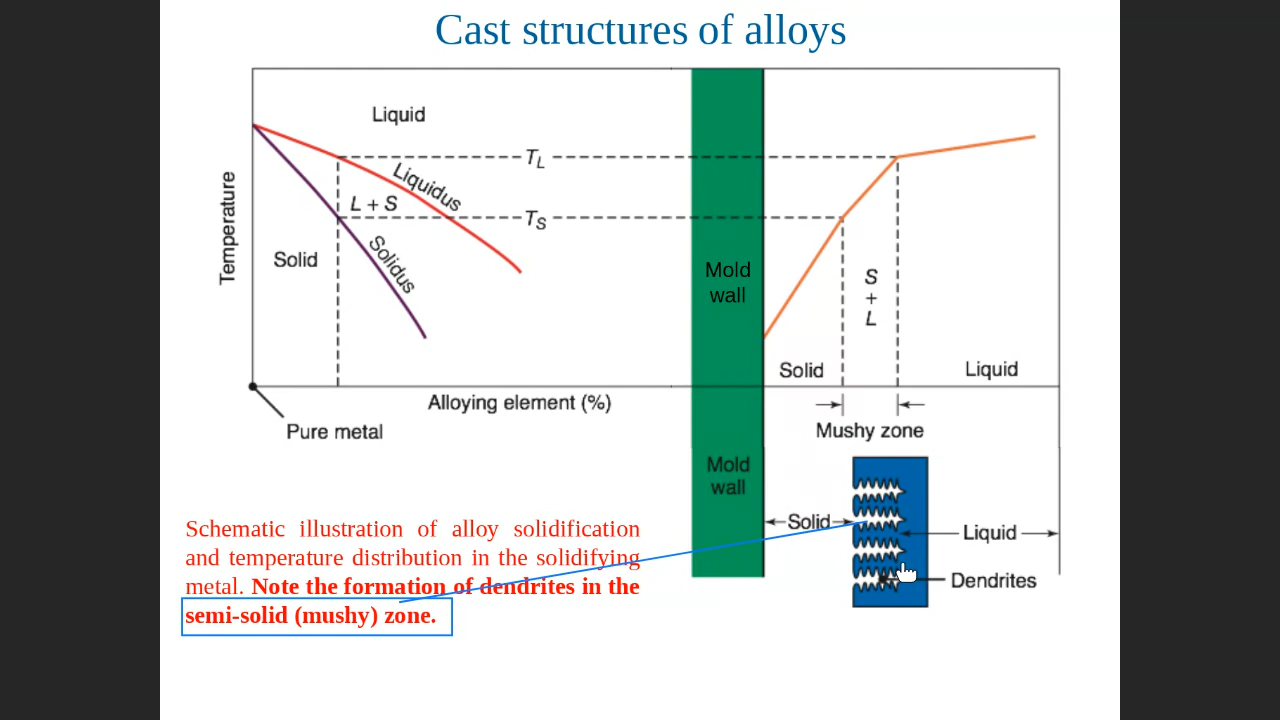 Cast structures of alloys
Liquid
TL
Liquidus
L + S
TS
Temperature
Solid
Solidus
Mold
wall
S
+
L
Solid
Liquid
Alloying element (%)
Pure metal
Mushy zone
Mold
wall
Solid
Liquid
Dendrites
Schematic illustration of alloy solidification
and temperature distribution in the solidifying
metal. Note the formation of dendrites in the
semi-solid (mushy) zone.